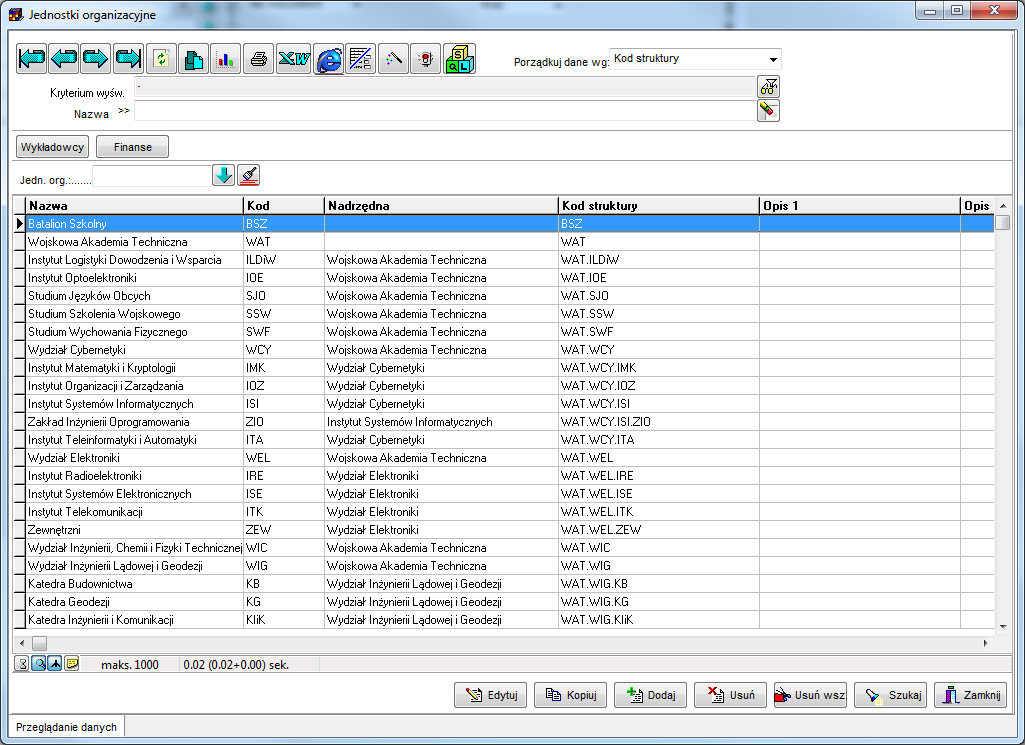 Jednostki organizacyjne
Porządkuj dane wg: Kod struktury
Kryterium wyśw.
Nazwa >>
Wykładowcy Finanse
Jedn. org.:......
Nazwa Kod Nadrzędna Kod struktury Opis 1 Opis
Batalion Szkolny BSZ BSZ
Wojskowa Akademia Techniczna WAT WAT
Instytut Logistyki Dowodzenia i Wsparcia ILDiW Wojskowa Akademia Techniczna WAT.ILDiW
Instytut Optoelektroniki IOE Wojskowa Akademia Techniczna WAT.IOE
Studium Języków Obcych SJO Wojskowa Akademia Techniczna WAT.SJO
Studium Szkolenia Wojskowego SSW Wojskowa Akademia Techniczna WAT.SSW
Studium Wychowania Fizycznego SWF Wojskowa Akademia Techniczna WAT.SWF
Wydział Cybernetyki WCY Wojskowa Akademia Techniczna WAT.WCY
Instytut Matematyki i Kryptologii IMK Wydział Cybernetyki WAT.WCY.IMK
Instytut Organizacji i Zarządzania IOZ Wydział Cybernetyki WAT.WCY.IOZ
Instytut Systemów Informatycznych ISI Wydział Cybernetyki WAT.WCY.ISI
Zakład Inżynierii Oprogramowania ZIO Instytut Systemów Informatycznych WAT.WCY.ISI.ZIO
Instytut Teleinformatyki i Automatyki ITA Wydział Cybernetyki WAT.WCY.ITA
Wydział Elektroniki WEL Wojskowa Akademia Techniczna WAT.WEL
Instytut Radioelektroniki IRE Wydział Elektroniki WAT.WEL.IRE
Instytut Systemów Elektronicznych ISE Wydział Elektroniki WAT.WEL.ISE
Instytut Telekomunikacji ITK Wydział Elektroniki WAT.WEL.ITK
Zewnętrzni ZEW Wydział Elektroniki WAT.WEL.ZEW
Wydział Inżynierii, Chemii i Fizyki Technicznej WIC Wojskowa Akademia Techniczna WAT.WIC
Wydział Inżynierii Lądowej i Geodezji WIG Wojskowa Akademia Techniczna WAT.WIG
Katedra Budownictwa KB Wydział Inżynierii Lądowej i Geodezji WAT.WIG.KB
Katedra Geodezji KG Wydział Inżynierii Lądowej i Geodezji WAT.WIG.KG
Katedra Inżynierii i Komunikacji KIiK Wydział Inżynierii Lądowej i Geodezji WAT.WIG.KIiK
maks. 1000 0.02 (0.02+0.00) sek.
Edytuj Kopiuj Dodaj Usuń Usuń wsz Szukaj Zamknij
Przeglądanie danych